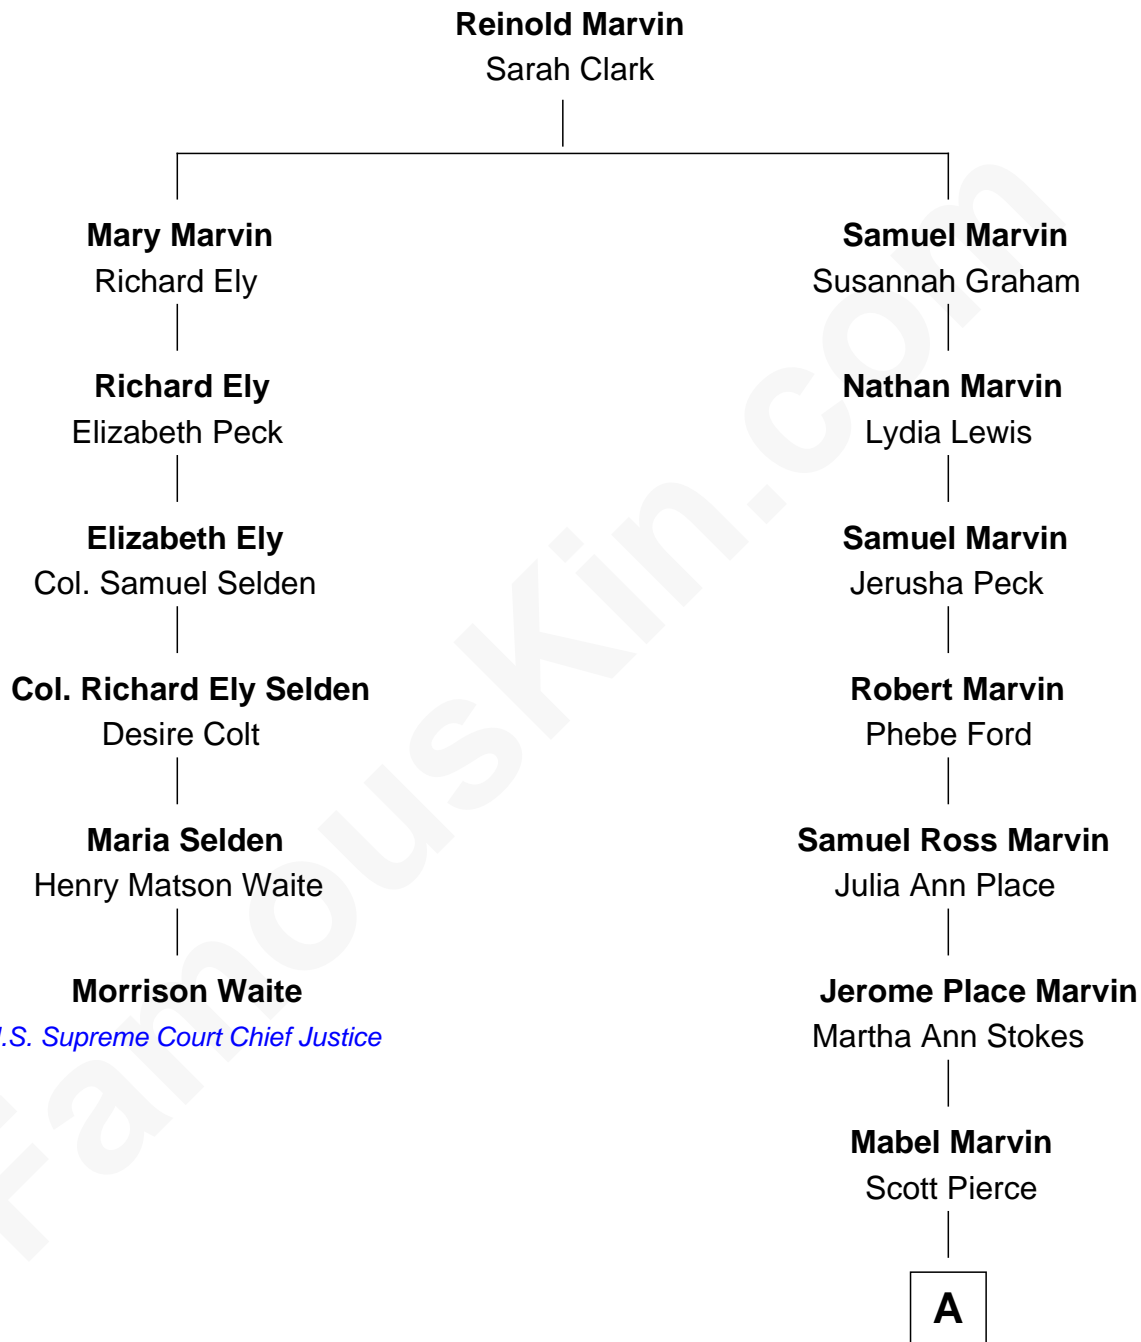 Reinold Marvin
Sarah Clark
Mary Marvin
Richard Ely
Samuel Marvin
Susannah Graham
Richard Ely
Elizabeth Peck
Nathan Marvin
Lydia Lewis
Elizabeth Ely
Col. Samuel Selden
Samuel Marvin
Jerusha Peck
Col. Richard Ely Selden
Desire Colt
Robert Marvin
Phebe Ford
Maria Selden
Henry Matson Waite
Samuel Ross Marvin
Julia Ann Place
Morrison Waite
.S. Supreme Court Chief Justice
Jerome Place Marvin
Martha Ann Stokes
Mabel Marvin
Scott Pierce
A
FamousKin.com